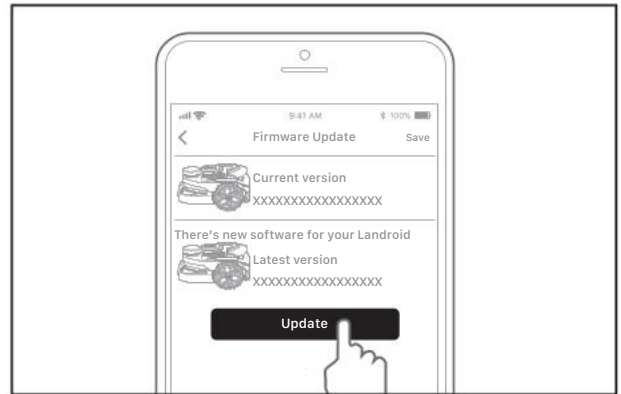 9:41 AM 100%
Firmware Update Save
Current version
XXXXXXXXXXXXXXXXX
There's new software for your Landroid
Latest version
XXXXXXXXXXXXXXXXX
Update